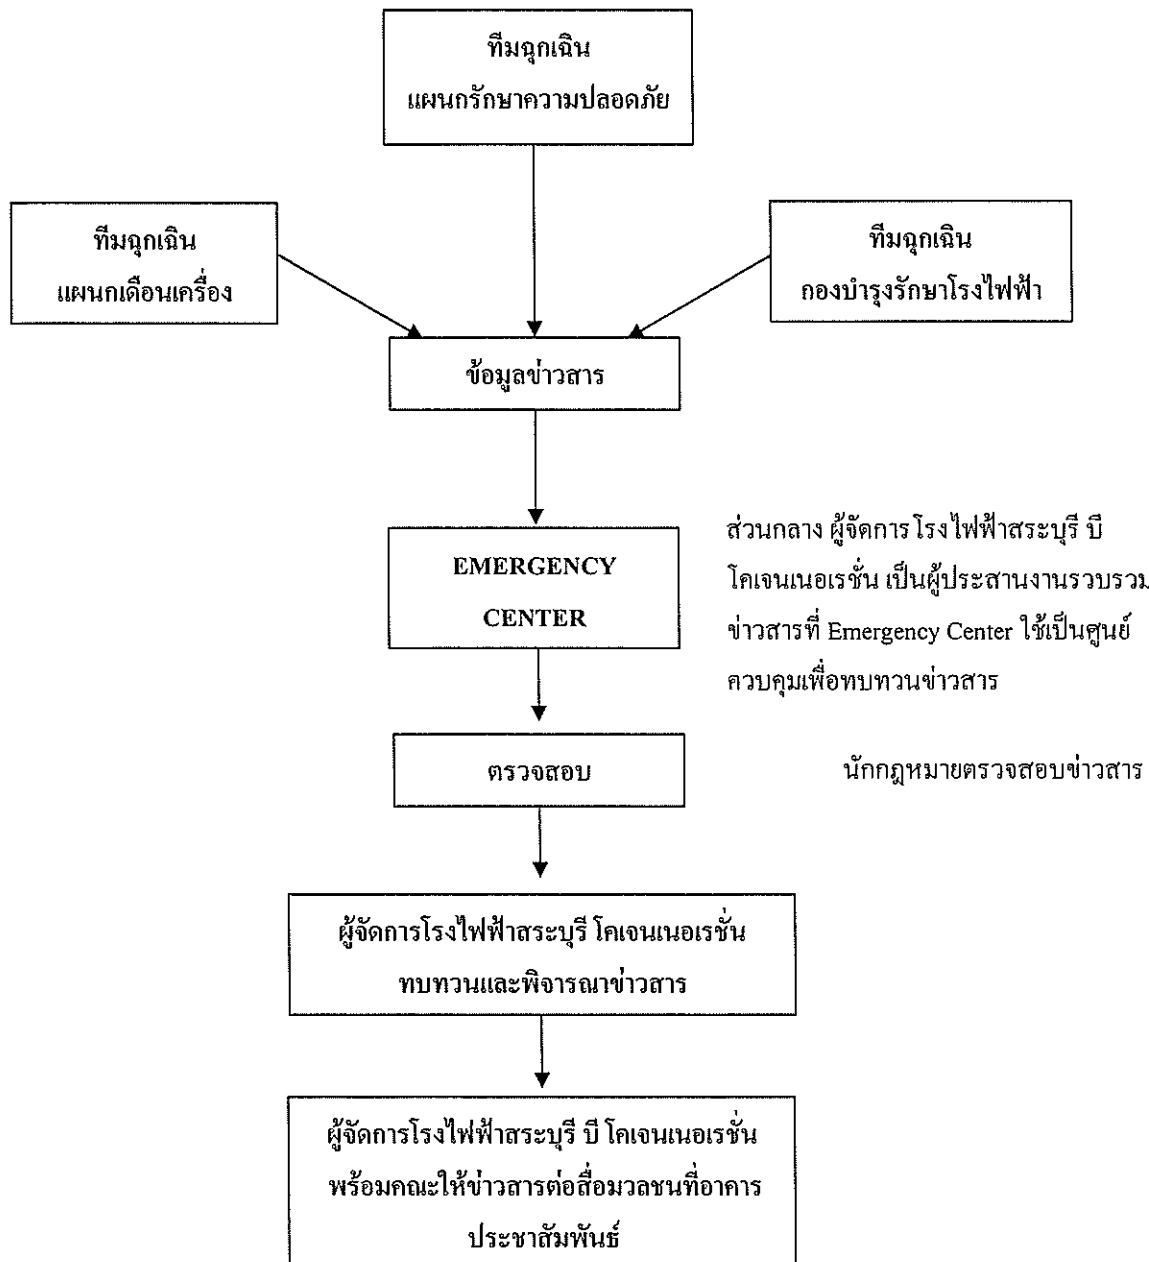 ทีมฉุกเฉิน
แผนกรักษาความปลอดภัย
ทีมฉุกเฉิน
แผนกเดือนเครื่อง
ทีมฉุกเฉิน
กองบำรุงรักษาโรงไฟฟ้า
ข้อมูลข่าวสาร
EMERGENCY
CENTER
ส่วนกลาง ผู้จัดการโรงไฟฟ้าสระบุรี บี
โคเจนเนอเรชั่น เป็นผู้ประสานงานรวบรวม
ข่าวสารที่ Emergency Center ใช้เป็นศูนย์
ควบคุมเพื่อทบทวนข่าวสาร
ตรวจสอบ
นักกฎหมายตรวจสอบข่าวสาร
ผู้จัดการโรงไฟฟ้าสระบุรี โคเจนเนอเรชั่น
ทบทวนและพิจารณาข่าวสาร
ผู้จัดการโรงไฟฟ้าสระบุรี บี โคเจนเนอเรชั่น
พร้อมคณะให้ข่าวสารต่อสื่อมวลชนที่อาคาร
ประชาสัมพันธ์